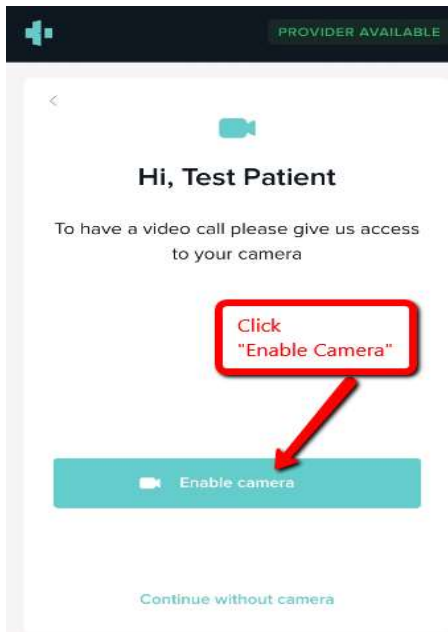 PROVIDER AVAILABLE
Hi, Test Patient
To have a video call please give us access
to your camera
Click
"Enable Camera"
Enable camera
Continue without camera